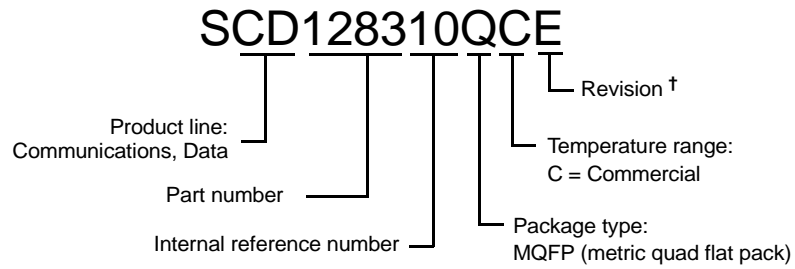 SCD128310QCE
Revision †
Product line:
Communications, Data
Temperature range:
C = Commercial
Part number
Package type:
MQFP (metric quad flat pack)
Internal reference number